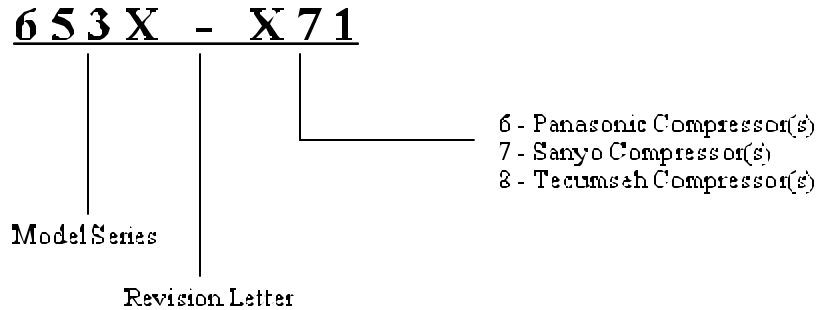 653X - X71
6 - Panasonic Compressor(s)
7 - Sanyo Compressor(s)
8 - Tecumseh Compressor(s)
Model Series
Revision Letter